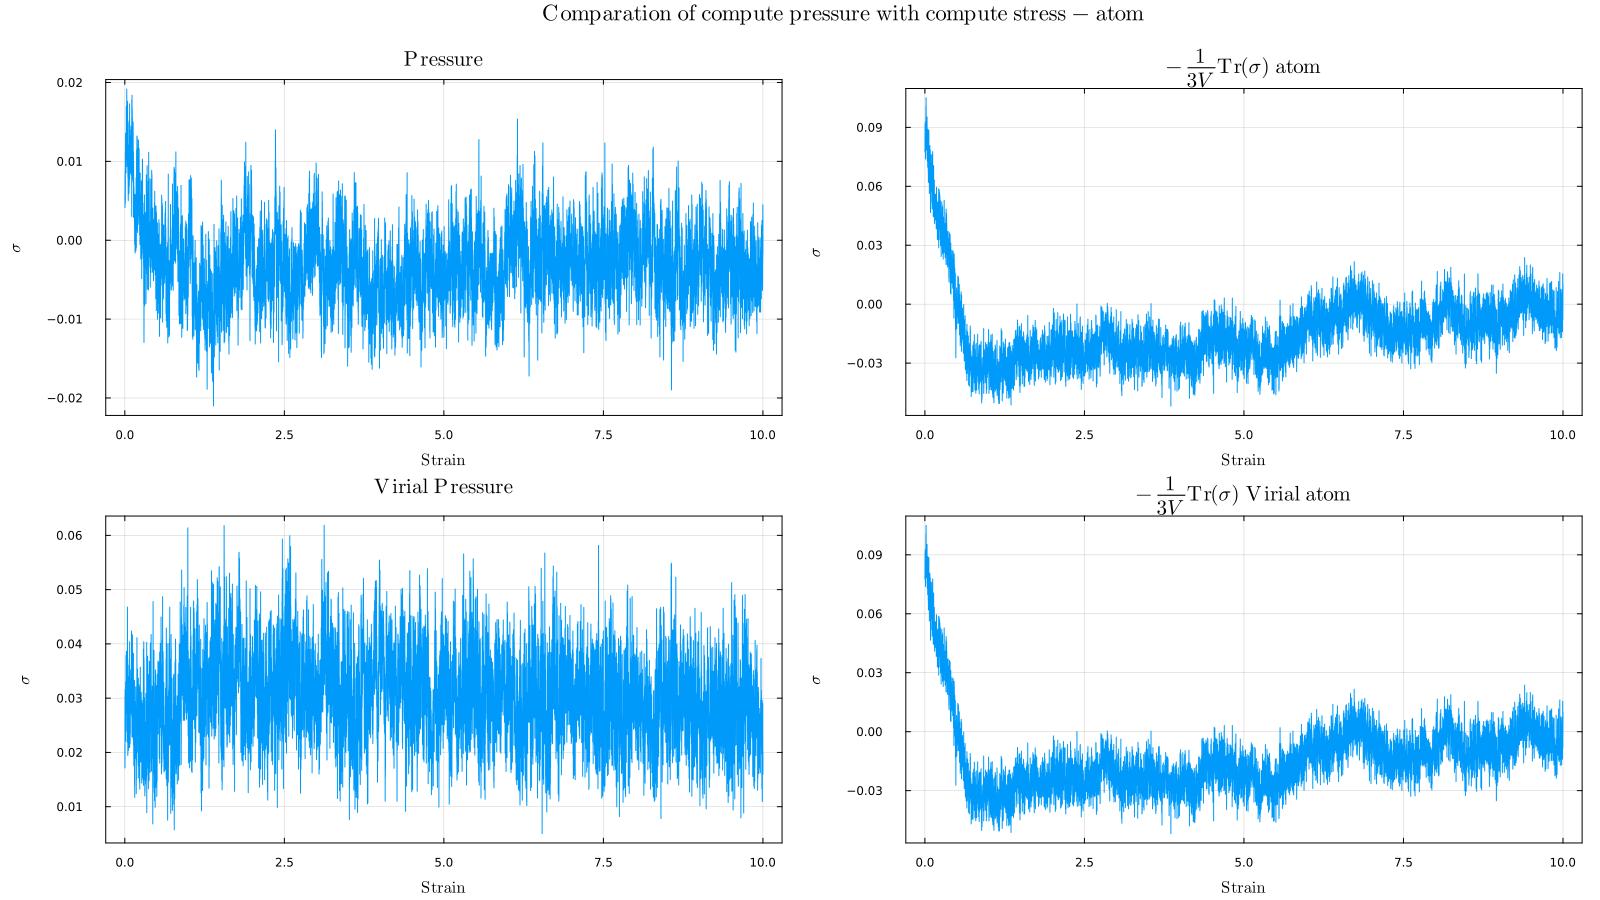 Comparation of compute pressure with compute stress − atom
Pressure
0.02
0.01
0.00
−0.01
−0.02
σ
0.0 2.5 5.0 7.5 10.0
Strain
−1/3V Tr(σ) atom
0.09
0.06
0.03
0.00
−0.03
σ
0.0 2.5 5.0 7.5 10.0
Strain
Virial Pressure
0.06
0.05
0.04
0.03
0.02
0.01
σ
0.0 2.5 5.0 7.5 10.0
Strain
−1/3V Tr(σ) Virial atom
0.09
0.06
0.03
0.00
−0.03
σ
0.0 2.5 5.0 7.5 10.0
Strain